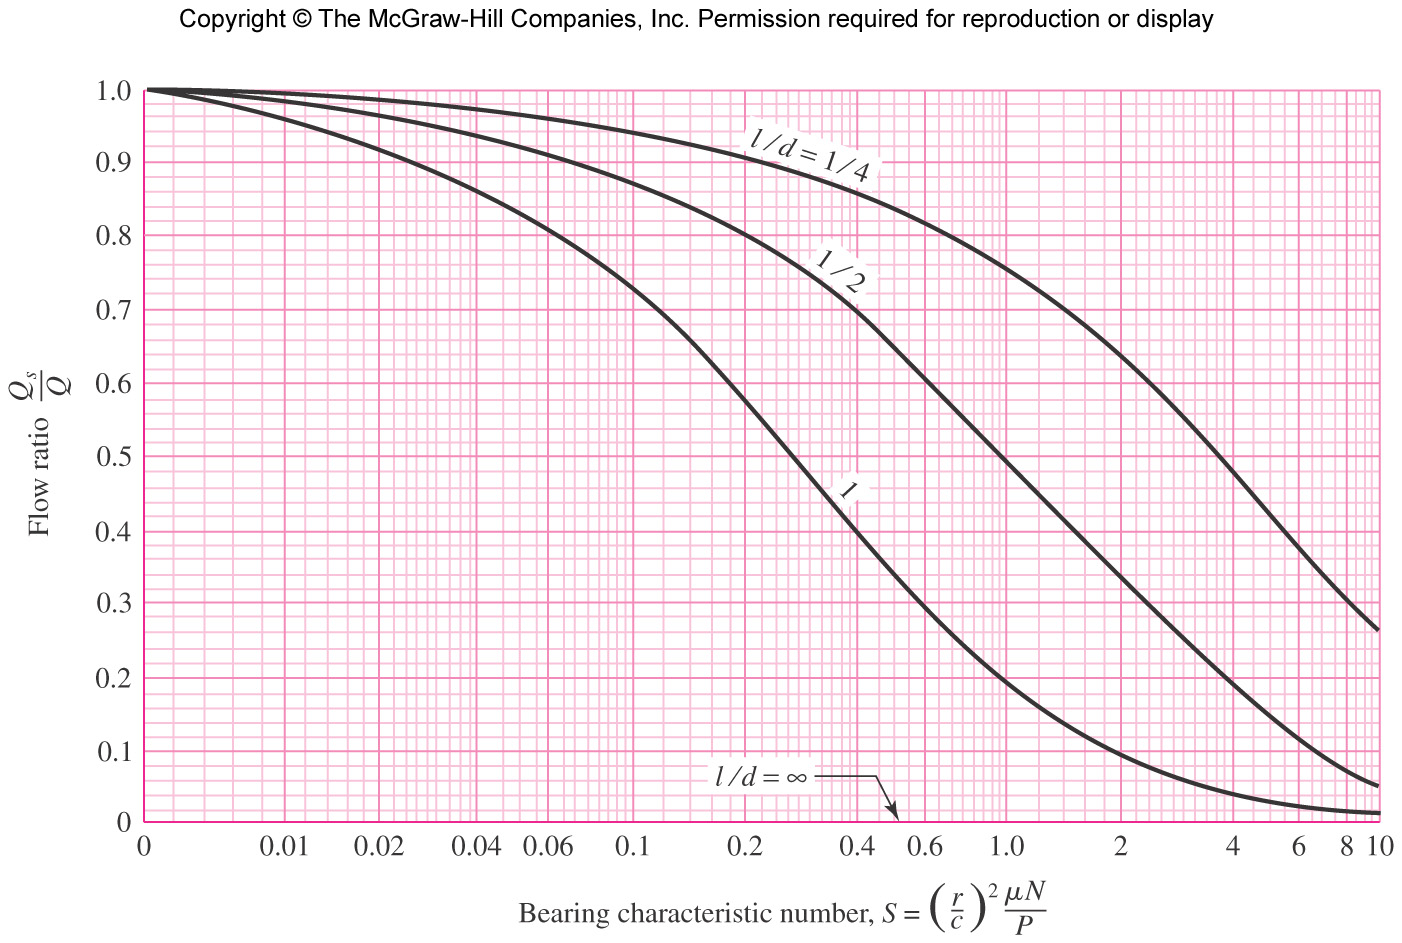 Copyright © The McGraw-Hill Companies, Inc. Permission required for reproduction or display
1.0
0.9
0.8
0.7
0.6
0.5
0.4
0.3
0.2
0.1
0
Flow ratio Qₛ/Q
l/d = 1/4
1/2
1
l/d = ∞
0 0.01 0.02 0.04 0.06 0.1 0.2 0.4 0.6 1.0 2 4 6 8 10
Bearing characteristic number, S = (r/c)² μN/P